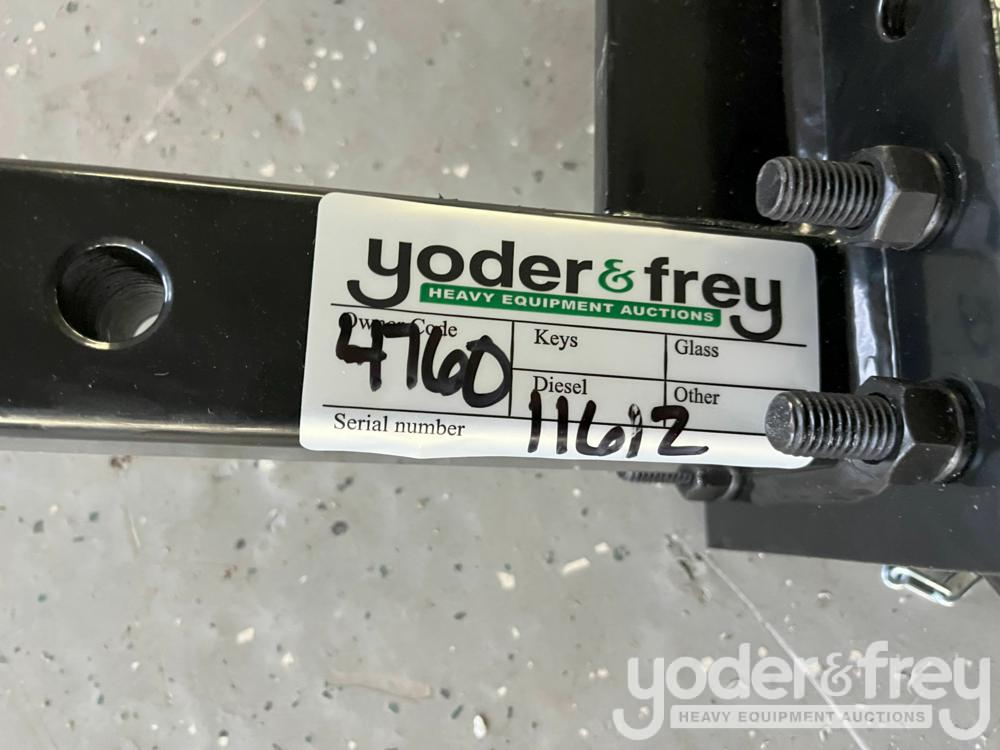 yoder & frey
HEAVY EQUIPMENT AUCTIONS
Owner Code
Keys
Glass
4760
Diesel
Other
Serial number
11612
yoder & frey
HEAVY EQUIPMENT AUCTIONS